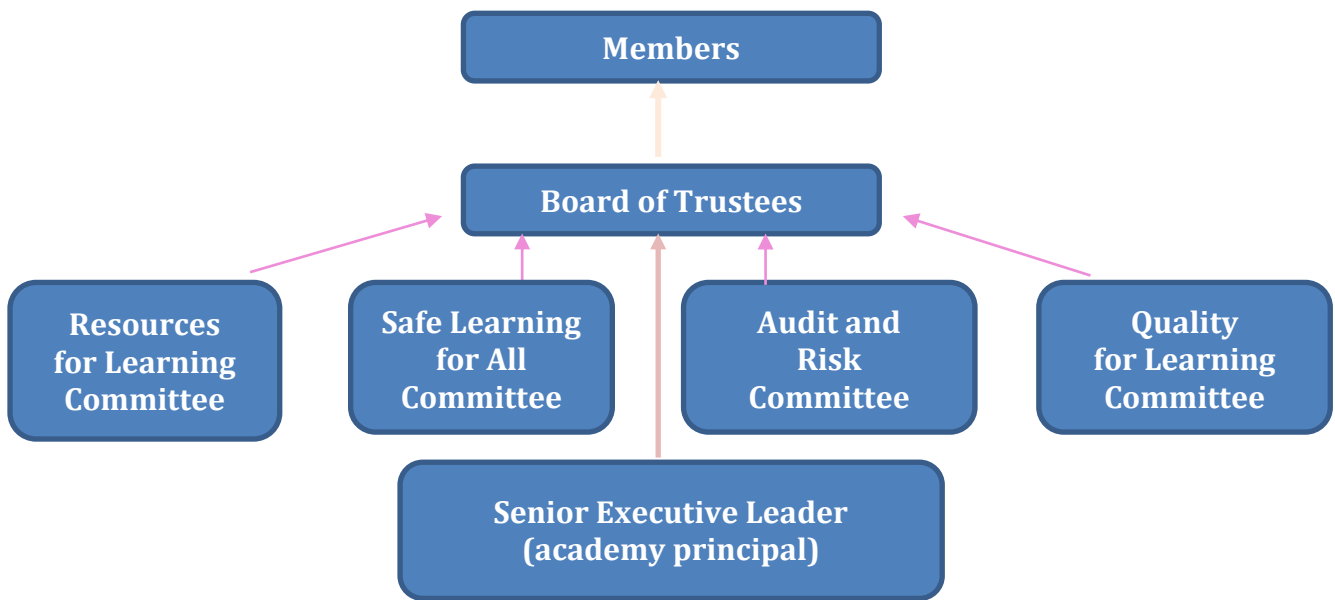 Members
Board of Trustees
Resources
for Learning
Committee
Safe Learning
for All
Committee
Audit and
Risk
Committee
Quality
for Learning
Committee
Senior Executive Leader
(academy principal)